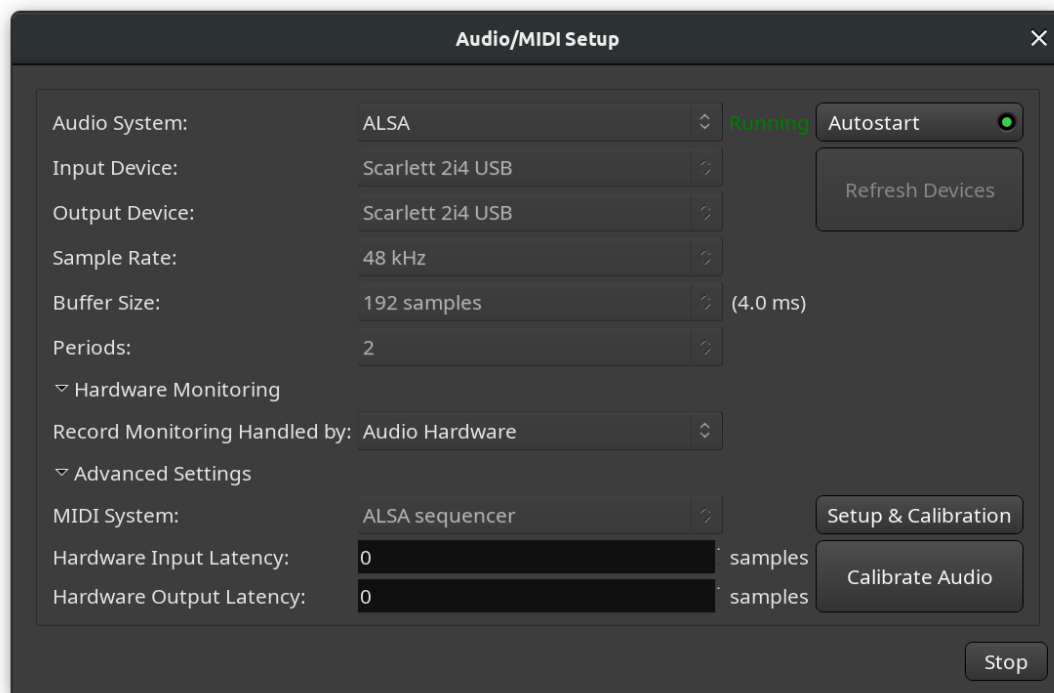 Audio/MIDI Setup
Audio System: ALSA Running Autostart
Input Device: Scarlett 2i4 USB Refresh Devices
Output Device: Scarlett 2i4 USB
Sample Rate: 48 kHz
Buffer Size: 192 samples (4.0 ms)
Periods: 2
Hardware Monitoring
Record Monitoring Handled by: Audio Hardware
Advanced Settings
MIDI System: ALSA sequencer Setup & Calibration
Hardware Input Latency: 0 samples Calibrate Audio
Hardware Output Latency: 0 samples
Stop